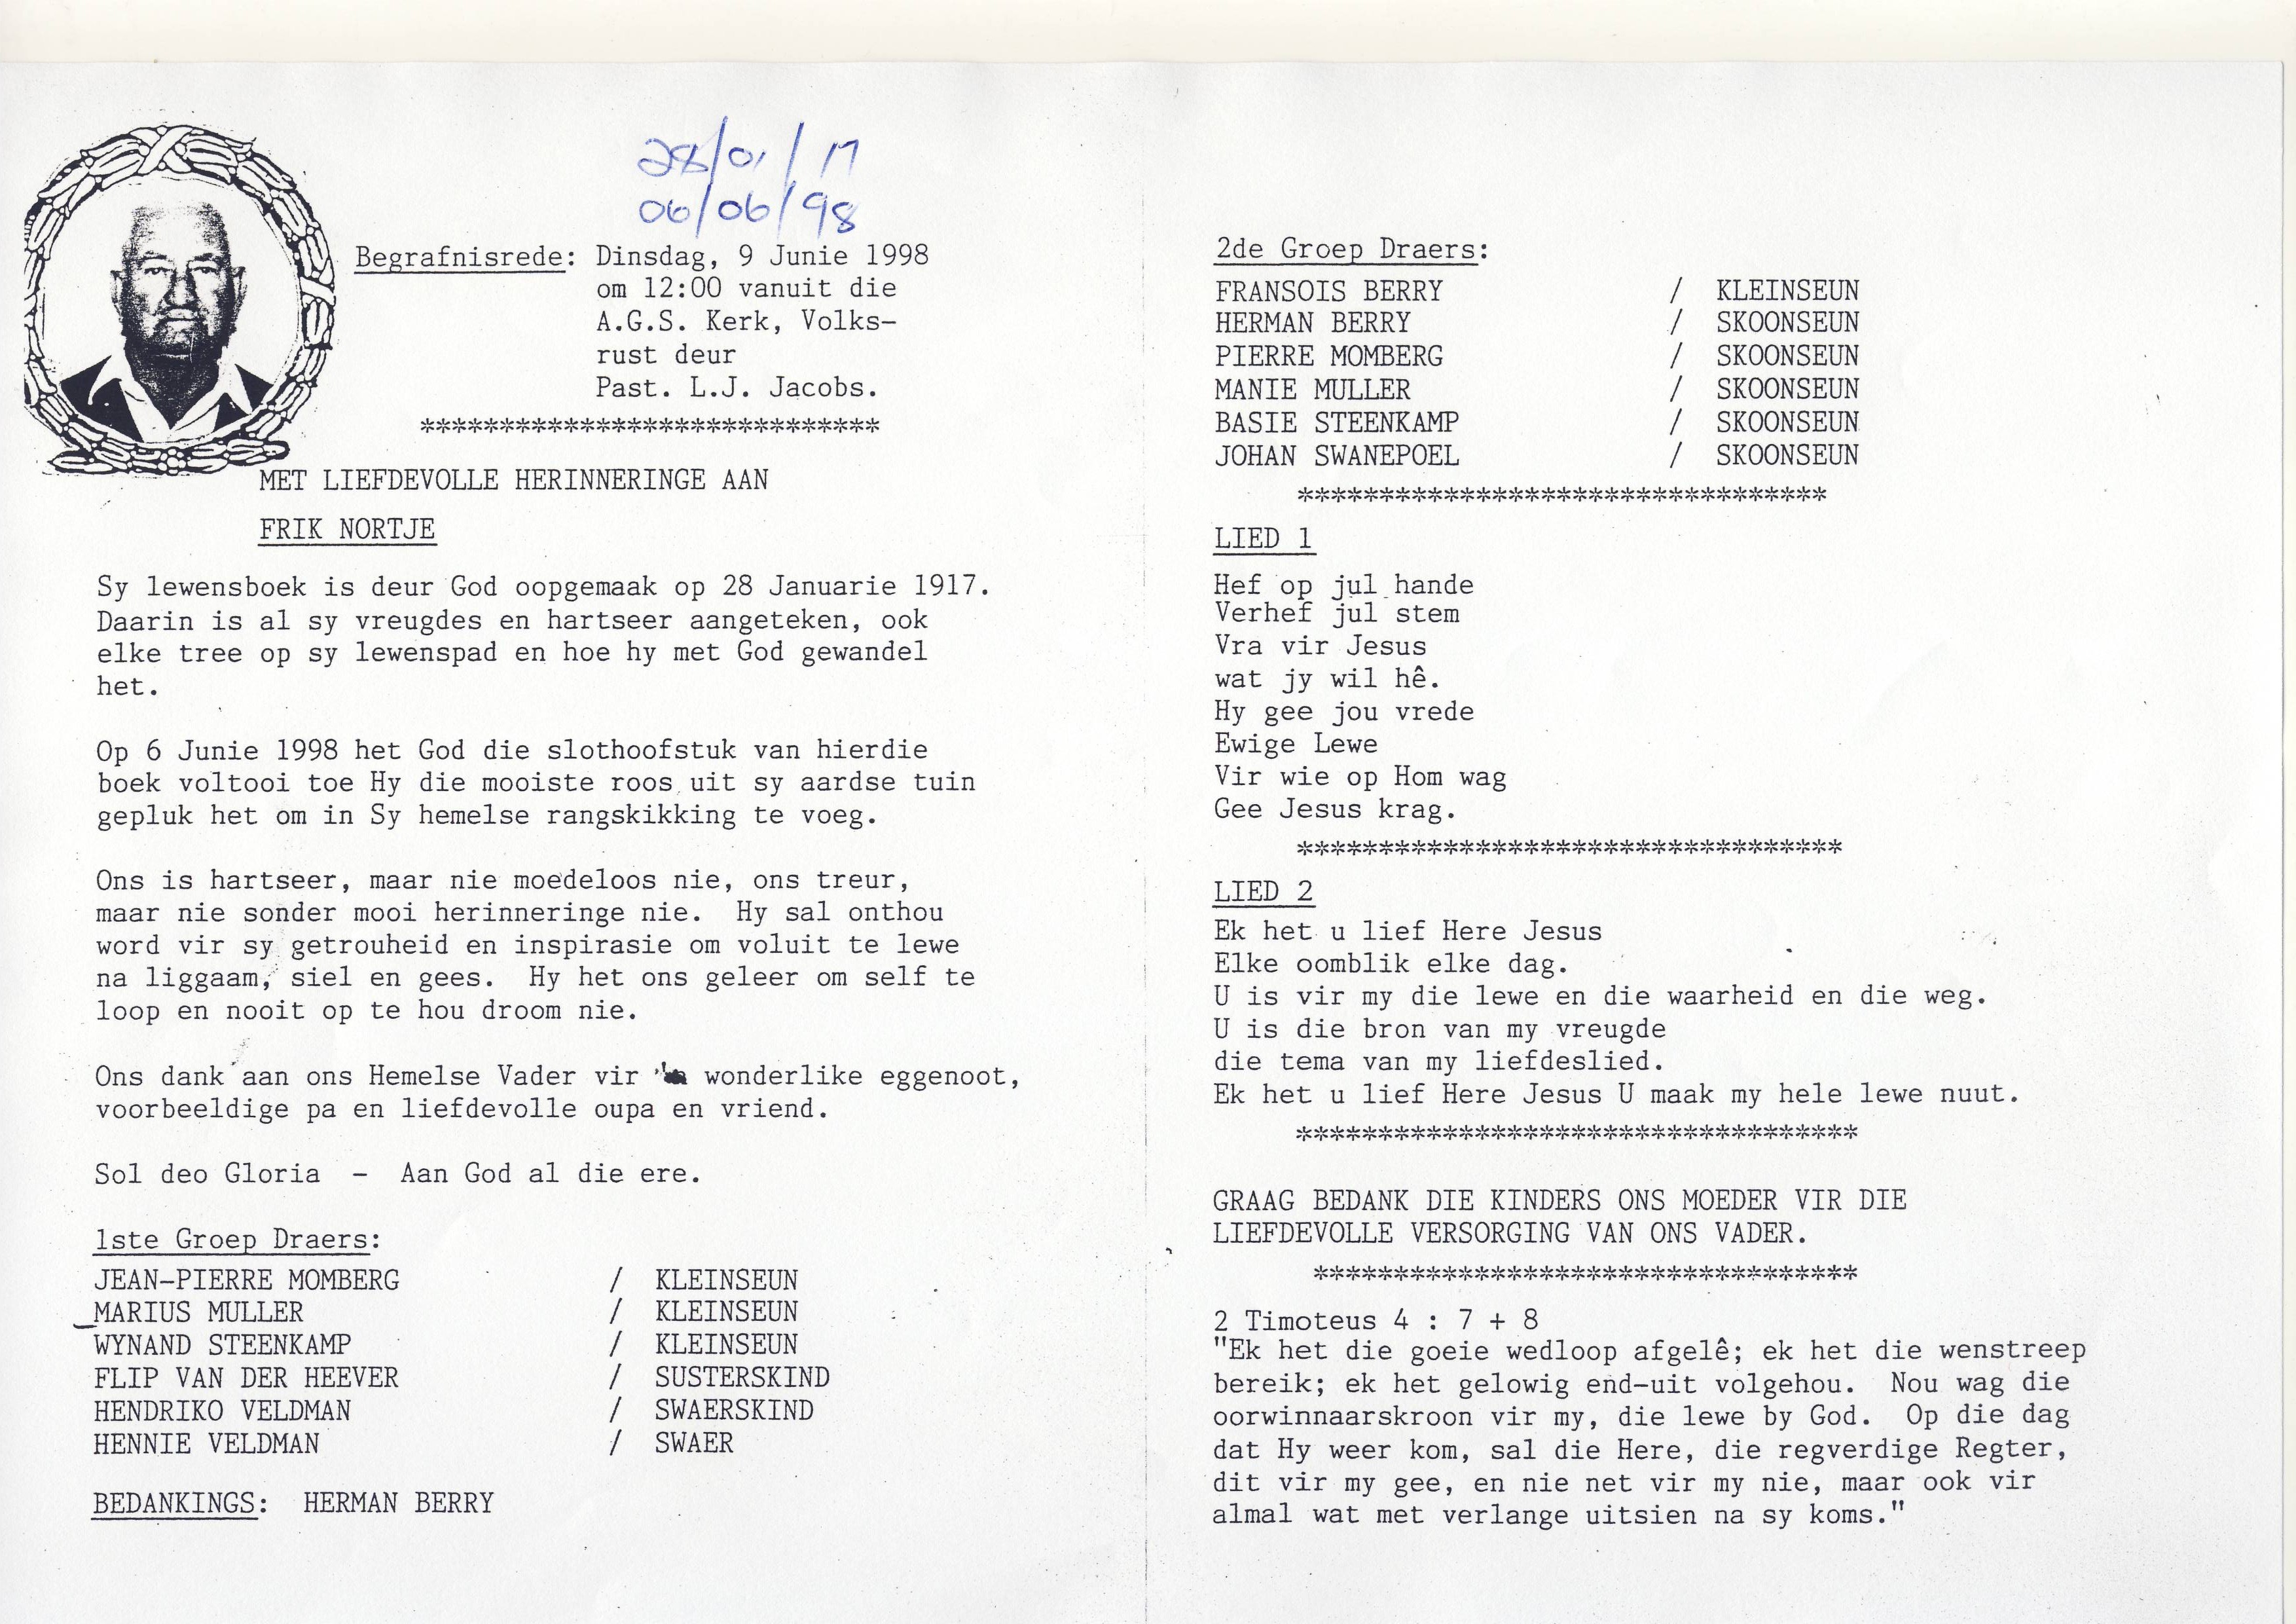 28/01/17
06/06/98
Begrafnisrede: Dinsdag, 9 Junie 1998
om 12:00 vanuit die
A.G.S. Kerk, Volks-
rust deur
Past. L.J. Jacobs.
*****************************
MET LIEFDEVOLLE HERINNERINGE AAN
FRIK NORTJE
Sy lewensboek is deur God oopgemaak op 28 Januarie 1917.
Daarin is al sy vreugdes en hartseer aangeteken, ook
elke tree op sy lewenspad en hoe hy met God gewandel
het.
Op 6 Junie 1998 het God die slothoofstuk van hierdie
boek voltooi toe Hy die mooiste roos uit sy aardse tuin
gepluk het om in Sy hemelse rangskikking te voeg.
Ons is hartseer, maar nie moedeloos nie, ons treur,
maar nie sonder mooi herinneringe nie. Hy sal onthou
word vir sy getrouheid en inspirasie om voluit te lewe
na liggaam, siel en gees. Hy het ons geleer om self te
loop en nooit op te hou droom nie.
Ons dank aan ons Hemelse Vader vir 'n wonderlike eggenoot,
voorbeeldige pa en liefdevolle oupa en vriend.
Sol deo Gloria - Aan God al die ere.
1ste Groep Draers:
JEAN-PIERRE MOMBERG / KLEINSEUN
MARIUS MULLER / KLEINSEUN
WYNAND STEENKAMP / KLEINSEUN
FLIP VAN DER HEEVER / SUSTERSKIND
HENDRIKO VELDMAN / SWAERSKIND
HENNIE VELDMAN / SWAER
BEDANKINGS: HERMAN BERRY
2de Groep Draers:
FRANSOIS BERRY / KLEINSEUN
HERMAN BERRY / SKOONSEUN
PIERRE MOMBERG / SKOONSEUN
MANIE MULLER / SKOONSEUN
BASIE STEENKAMP / SKOONSEUN
JOHAN SWANEPOEL / SKOONSEUN
*********************************
LIED 1
Hef op jul hande
Verhef jul stem
Vra vir Jesus
wat jy wil hê.
Hy gee jou vrede
Ewige Lewe
Vir wie op Hom wag
Gee Jesus krag.
**********************************
LIED 2
Ek het u lief Here Jesus
Elke oomblik elke dag.
U is vir my die lewe en die waarheid en die weg.
U is die bron van my vreugde
die tema van my liefdeslied.
Ek het u lief Here Jesus U maak my hele lewe nuut.
***********************************
GRAAG BEDANK DIE KINDERS ONS MOEDER VIR DIE
LIEFDEVOLLE VERSORGING VAN ONS VADER.
**********************************
2 Timoteus 4 : 7 + 8
"Ek het die goeie wedloop afgelê; ek het die wenstreep
bereik; ek het gelowig end-uit volgehou. Nou wag die
oorwinnaarskroon vir my, die lewe by God. Op die dag
dat Hy weer kom, sal die Here, die regverdige Regter,
dit vir my gee, en nie net vir my nie, maar ook vir
almal wat met verlange uitsien na sy koms."